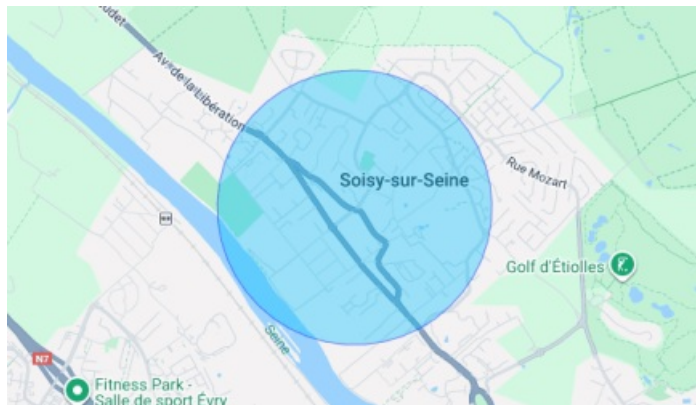 Av. de la Libération
Soisy-sur-Seine
Rue Mozart
Golf d'Étiolles
Seine
N7
Fitness Park -
Salle de sport Évry